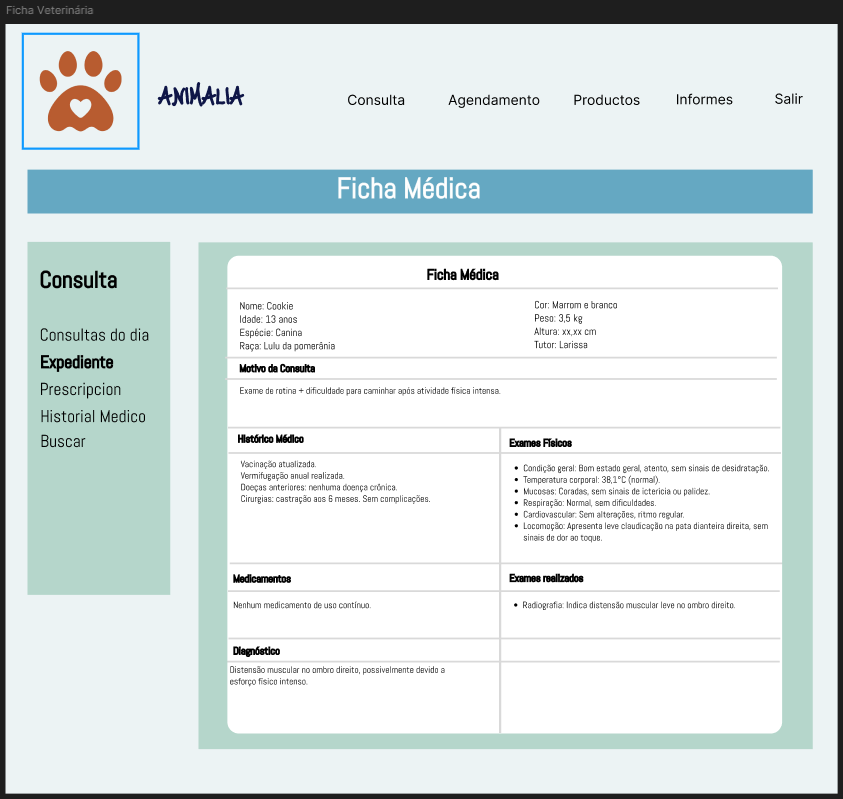 Ficha Veterinária
ANIMALIA
Consulta
Agendamento
Productos
Informes
Salir
Ficha Médica
Consulta
Consultas do dia
Expediente
Prescripcion
Historial Medico
Buscar
Ficha Médica
Nome: Cookie
Idade: 13 anos
Espécie: Canina
Raça: Lulu da pomerânia
Cor: Marrom e branco
Peso: 3,5 kg
Altura: xx,xx cm
Tutor: Larissa
Motivo da Consulta
Exame de rotina + dificuldade para caminhar após atividade física intensa.
Histórico Médico
Vacinação atualizada.
Vermifugação anual realizada.
Doeças anteriores: nenhuma doença crônica.
Cirurgias: castração aos 6 meses. Sem complicações.
Exames Físicos
Condição geral: Bom estado geral, atento, sem sinais de desidratação.
Temperatura corporal: 38,1°C (normal).
Mucosas: Coradas, sem sinais de icterícia ou palidez.
Respiração: Normal, sem dificuldades.
Cardiovascular: Sem alterações, ritmo regular.
Locomoção: Apresenta leve claudicação na pata dianteira direita, sem
sinais de dor ao toque.
Medicamentos
Nenhum medicamento de uso contínuo.
Exames realizados
Radiografia: Indica distensão muscular leve no ombro direito.
Diagnóstico
Distensão muscular no ombro direito, possivelmente devido a
esforço físico intenso.